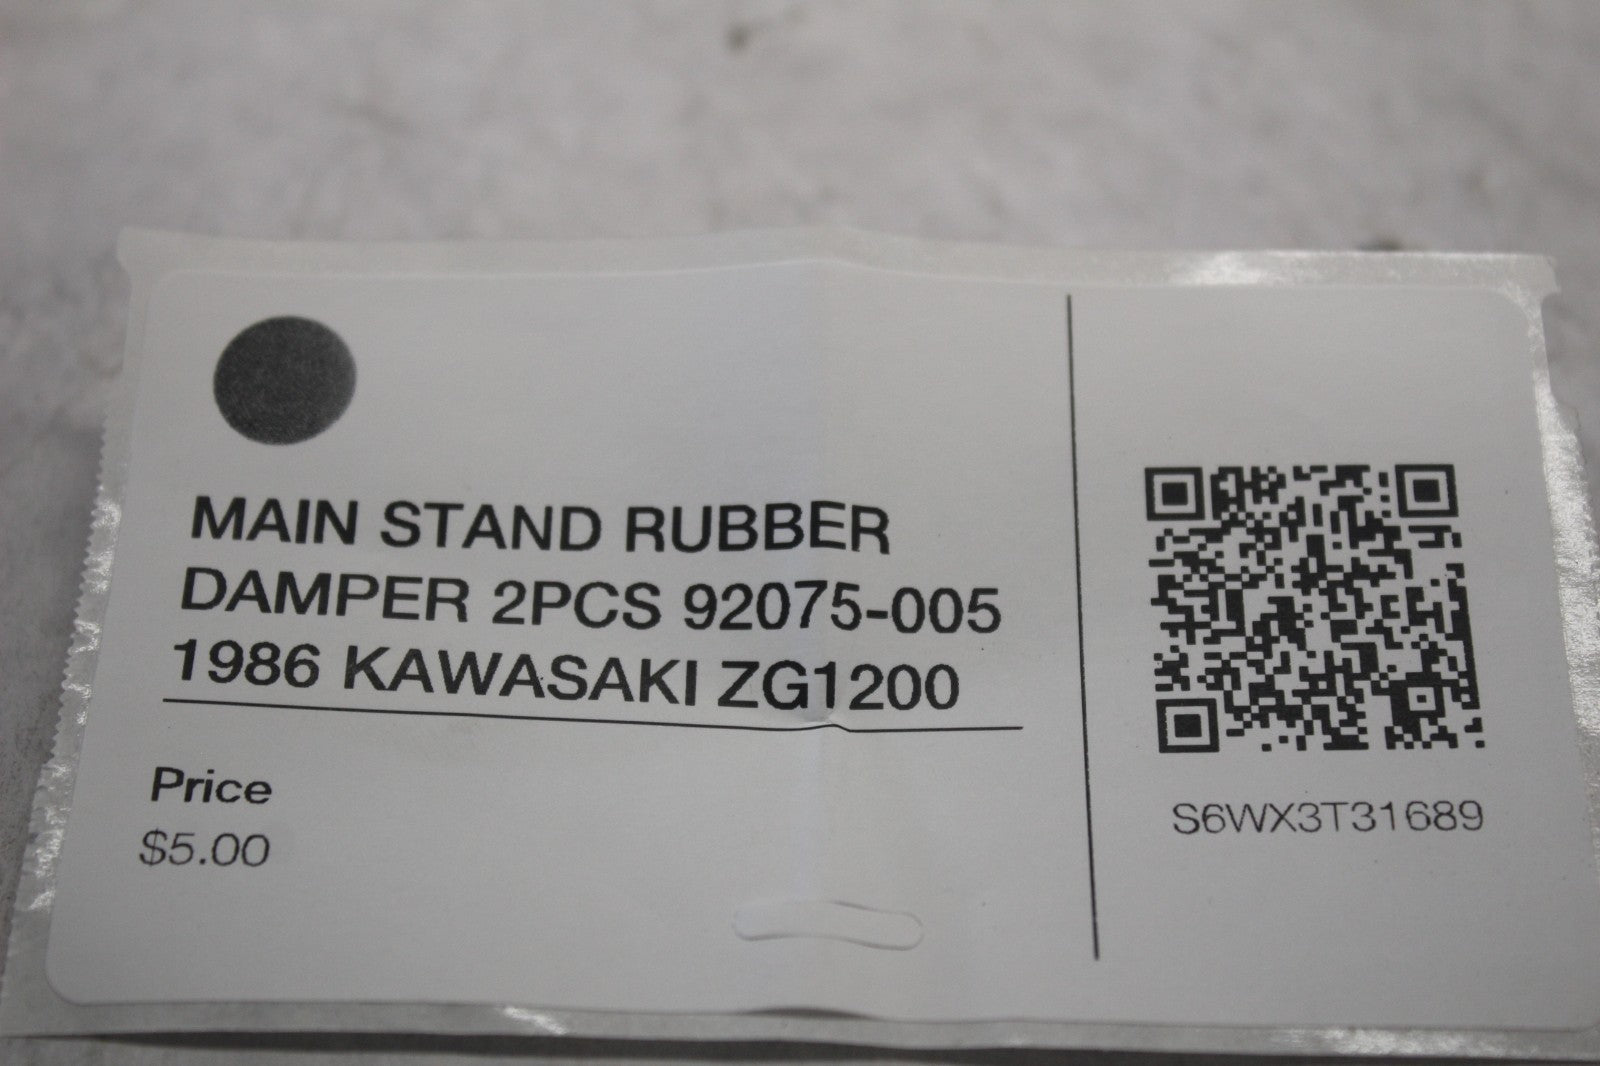 MAIN STAND RUBBER
DAMPER 2PCS 92075-005
1986 KAWASAKI ZG1200
Price
$5.00
S6WX3T31689